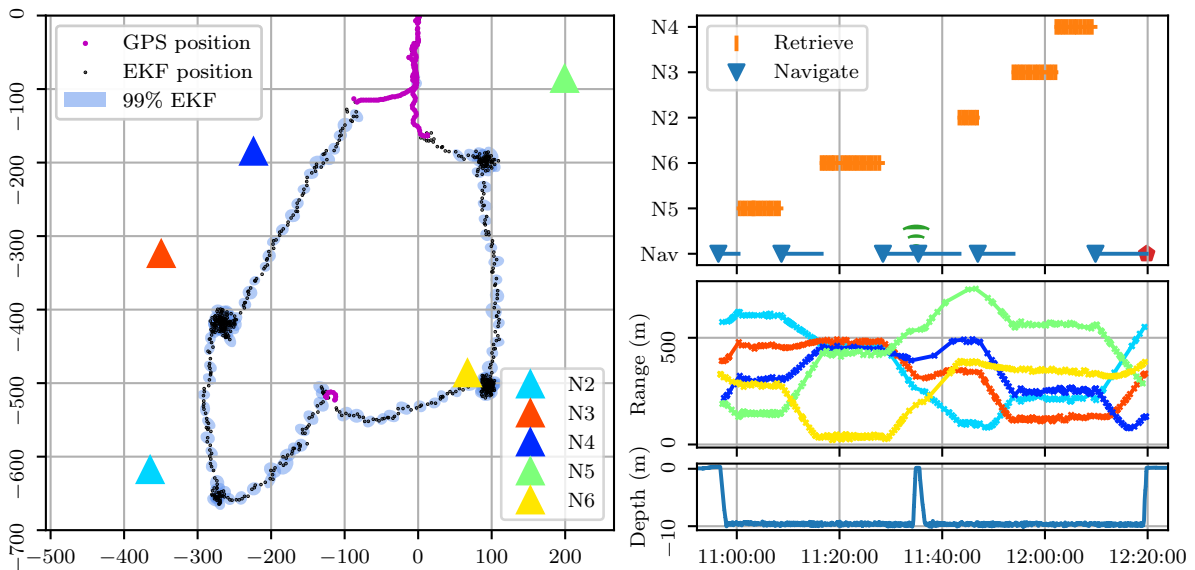 GPS position
EKF position
99% EKF
0
−100
−200
−300
−400
−500
−600
−700
−500
−400
−300
−200
−100
0
100
200
N2
N3
N4
N5
N6
Retrieve
Navigate
N4
N3
N2
N6
N5
Nav
Range (m)
500
0
Depth (m)
0
−10
11:00:00
11:20:00
11:40:00
12:00:00
12:20:00